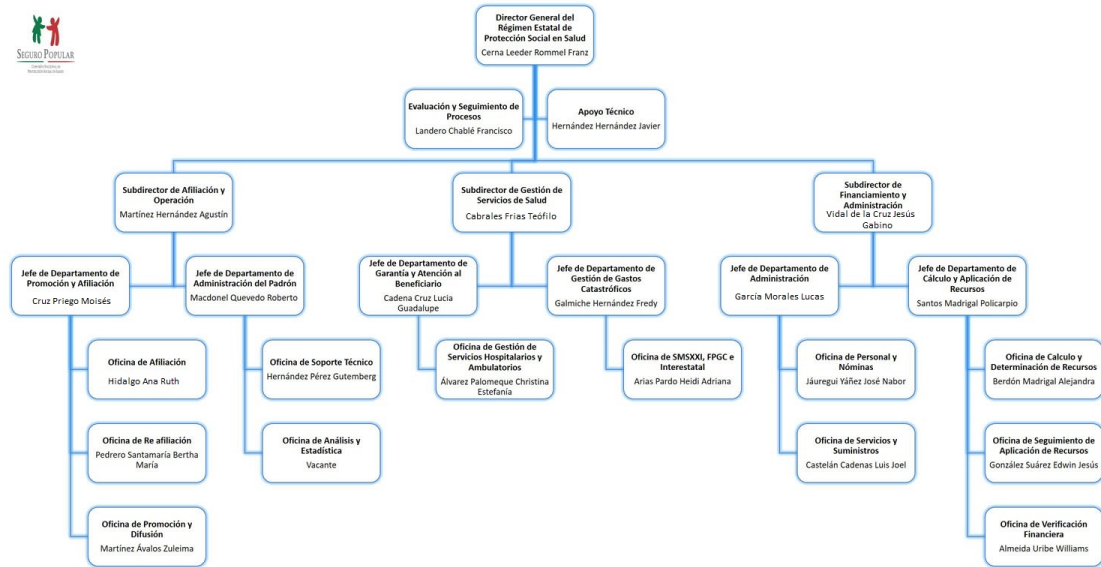 SEGURO POPULAR
Director General del
Régimen Estatal de
Protección Social en Salud
Cerna Leeder Rommel Franz
Evaluación y Seguimiento de
Procesos
Landero Chablé Francisco
Apoyo Técnico
Hernández Hernández Javier
Subdirector de Afiliación y
Operación
Martínez Hernández Agustín
Subdirector de Gestión de
Servicios de Salud
Cabrales Frias Teófilo
Subdirector de
Financiamiento y
Administración
Vidal de la Cruz Jesús
Gabino
Jefe de Departamento de
Promoción y Afiliación
Cruz Priego Moisés
Jefe de Departamento de
Administración del Padrón
Macdonel Quevedo Roberto
Jefe de Departamento de
Garantía y Atención al
Beneficiario
Cadena Cruz Lucia
Guadalupe
Jefe de Departamento de
Gestión de Gastos
Catastróficos
Galmiche Hernández Fredy
Jefe de Departamento de
Administración
García Morales Lucas
Jefe de Departamento de
Cálculo y Aplicación de
Recursos
Santos Madrigal Policarpio
Oficina de Afiliación
Hidalgo Ana Ruth
Oficina de Soporte Técnico
Hernández Pérez Gutemberg
Oficina de Gestión de
Servicios Hospitalarios y
Ambulatorios
Álvarez Palomeque Christina
Estefanía
Oficina de SMSXXI, FPGC e
Interestatal
Arias Pardo Heidi Adriana
Oficina de Personal y
Nóminas
Jáuregui Yáñez José Nabor
Oficina de Calculo y
Determinación de Recursos
Berdón Madrigal Alejandra
Oficina de Re afiliación
Pedrero Santamaría Bertha
María
Oficina de Análisis y
Estadística
Vacante
Oficina de Servicios y
Suministros
Castelán Cadenas Luis Joel
Oficina de Seguimiento de
Aplicación de Recursos
González Suárez Edwin Jesús
Oficina de Promoción y
Difusión
Martínez Ávalos Zuleima
Oficina de Verificación
Financiera
Almeida Uribe Williams